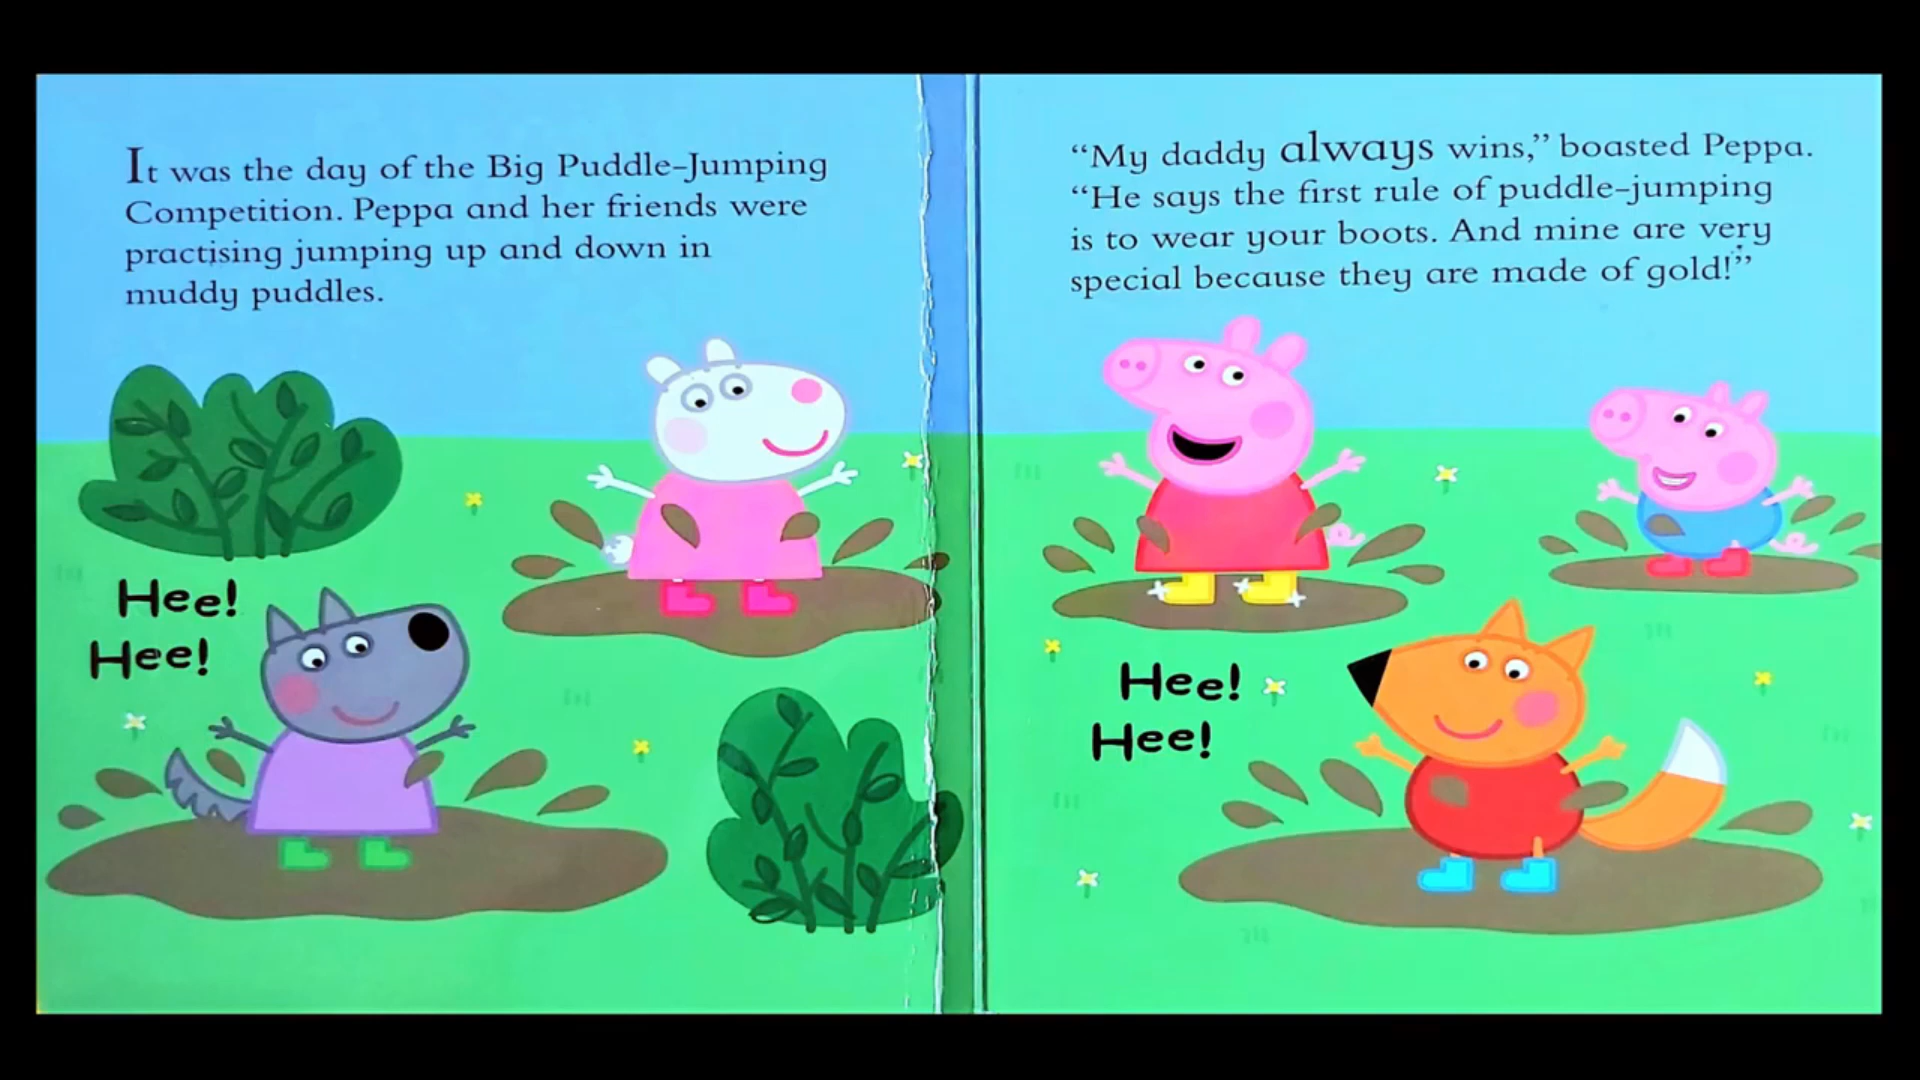 It was the day of the Big Puddle-Jumping
Competition. Peppa and her friends were
practising jumping up and down in
muddy puddles.
Hee!
Hee!
“My daddy always wins,” boasted Peppa.
“He says the first rule of puddle-jumping
is to wear your boots. And mine are very
special because they are made of gold!”
Hee!
Hee!